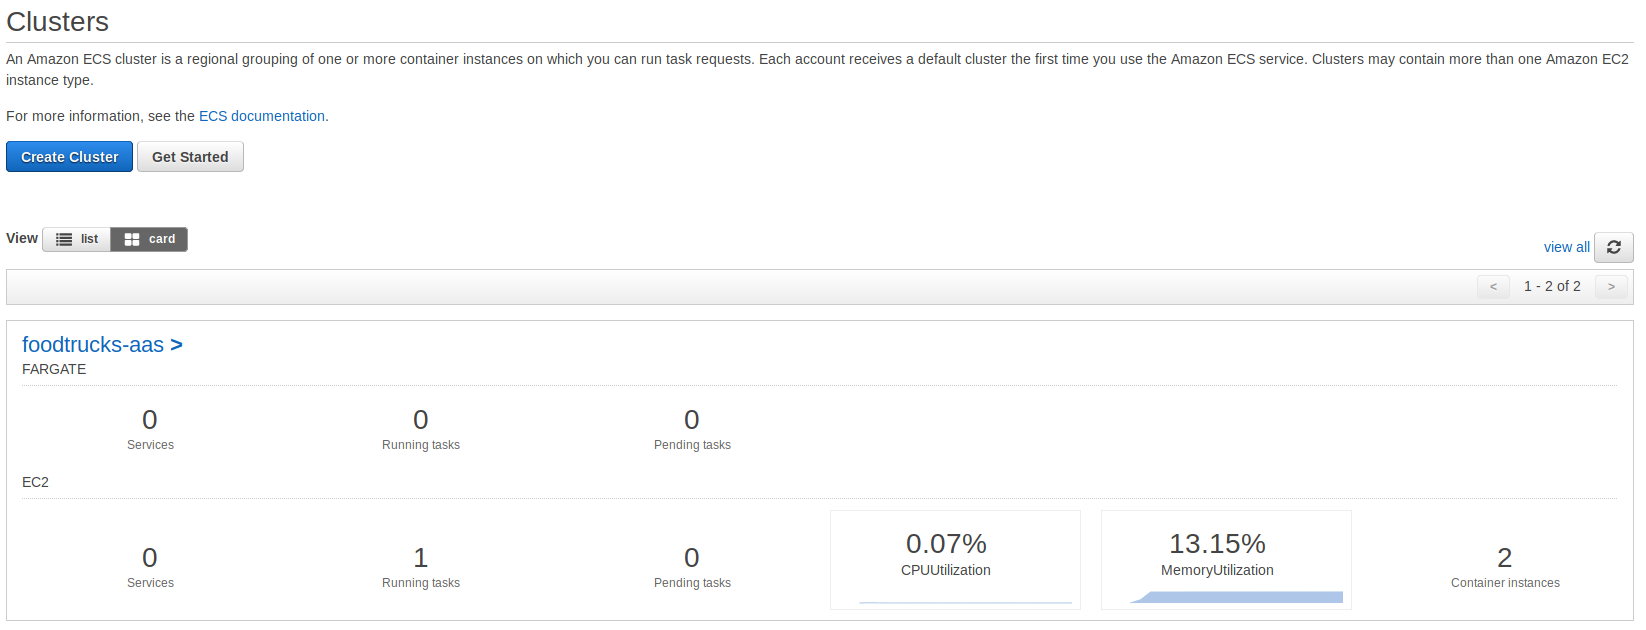 Clusters
An Amazon ECS cluster is a regional grouping of one or more container instances on which you can run task requests. Each account receives a default cluster the first time you use the Amazon ECS service. Clusters may contain more than one Amazon EC2
instance type.
For more information, see the ECS documentation.
Create Cluster Get Started
View list card
view all
< 1 - 2 of 2 >
foodtrucks-aas >
FARGATE
0 0 0
Services Running tasks Pending tasks
EC2
0 1 0 0.07% 13.15% 2
Services Running tasks Pending tasks CPUUtilization MemoryUtilization Container instances